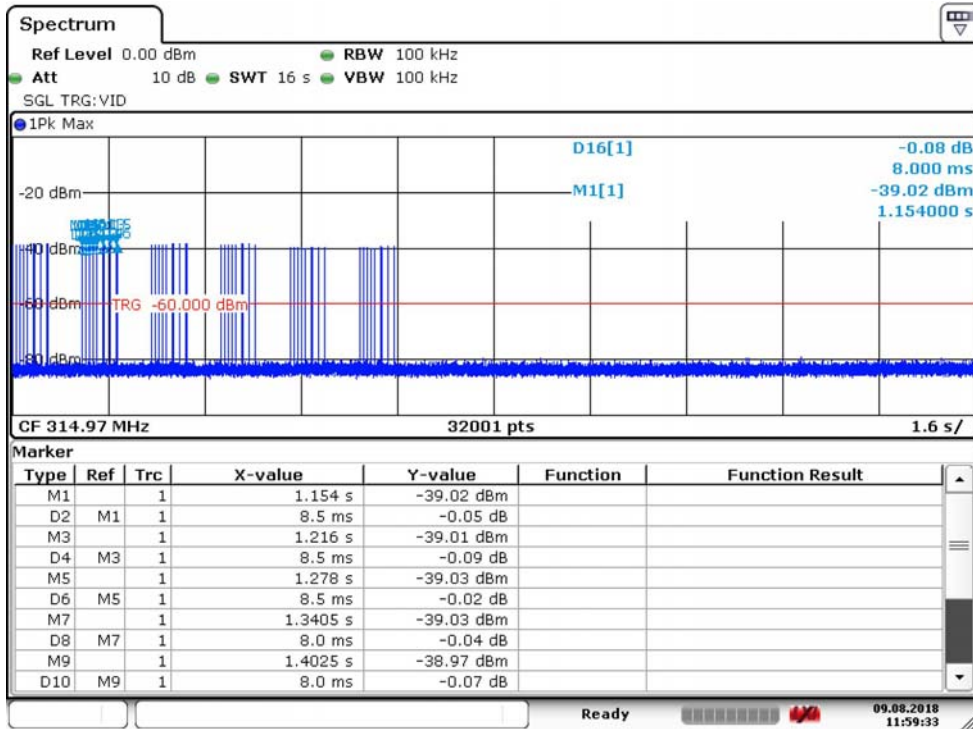 Spectrum
Ref Level 0.00 dBm RBW 100 kHz
Att 10 dB SWT 16 s VBW 100 kHz
SGL TRG:VID
1Pk Max
D16[1] -0.08 dB
8.000 ms
-20 dBm M1[1] -39.02 dBm
1.154000 s
-40 dBm
-60 dBm TRG -60.000 dBm
-80 dBm
CF 314.97 MHz 32001 pts 1.6 s/
Marker
Type Ref Trc X-value Y-value Function Function Result
M1 1 1.154 s -39.02 dBm
D2 M1 1 8.5 ms -0.05 dB
M3 1 1.216 s -39.01 dBm
D4 M3 1 8.5 ms -0.09 dB
M5 1 1.278 s -39.03 dBm
D6 M5 1 8.5 ms -0.02 dB
M7 1 1.3405 s -39.03 dBm
D8 M7 1 8.0 ms -0.04 dB
M9 1 1.4025 s -38.97 dBm
D10 M9 1 8.0 ms -0.07 dB
Ready 09.08.2018
11:59:33